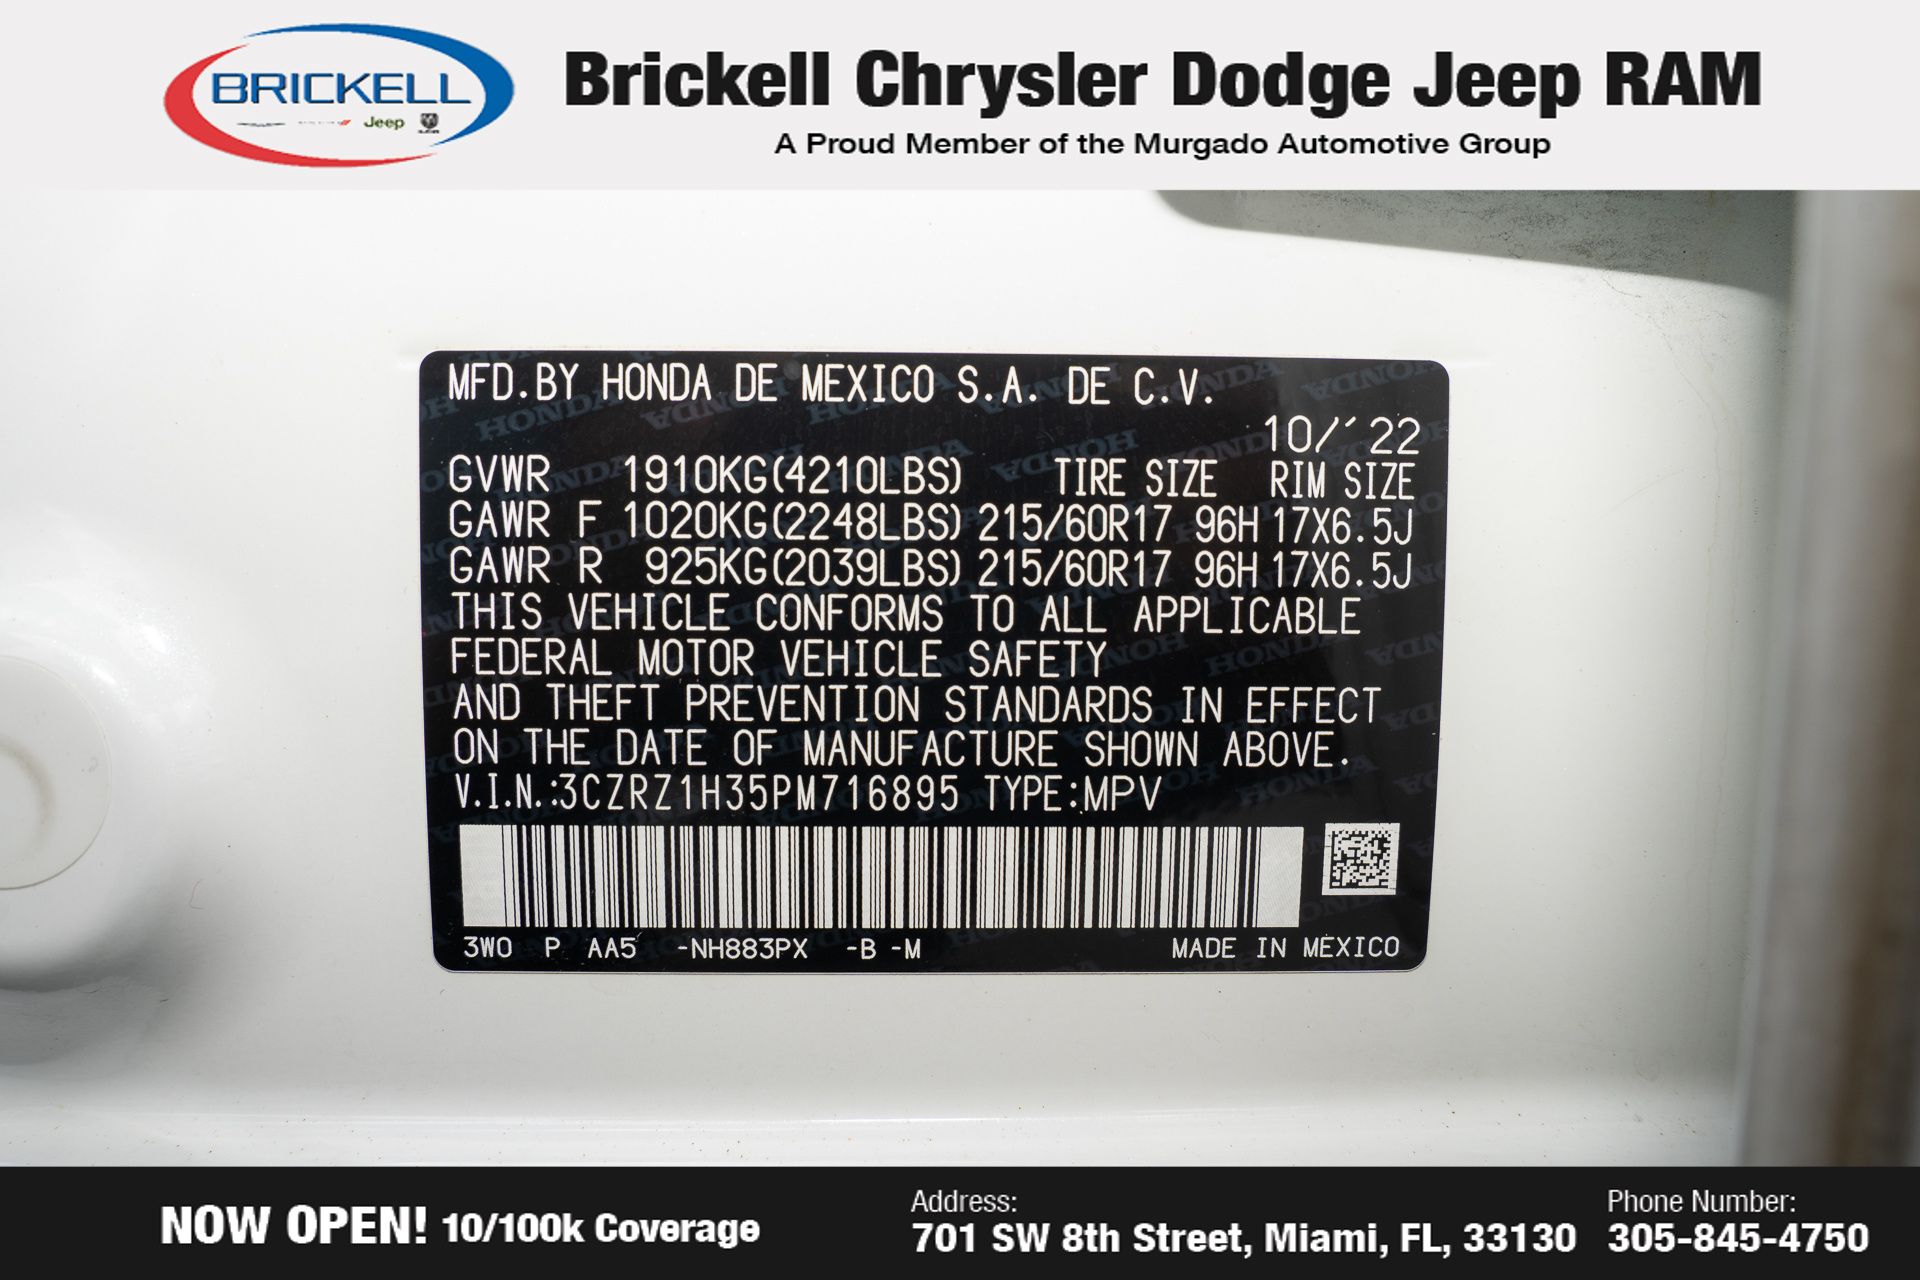 BRICKELL
Jeep
Brickell Chrysler Dodge Jeep RAM
A Proud Member of the Murgado Automotive Group
MFD.BY HONDA DE MEXICO S.A. DE C.V.
10/'22
GVWR 1910KG(4210LBS) TIRE SIZE RIM SIZE
GAWR F 1020KG(2248LBS) 215/60R17 96H 17X6.5J
GAWR R 925KG(2039LBS) 215/60R17 96H 17X6.5J
THIS VEHICLE CONFORMS TO ALL APPLICABLE
FEDERAL MOTOR VEHICLE SAFETY
AND THEFT PREVENTION STANDARDS IN EFFECT
ON THE DATE OF MANUFACTURE SHOWN ABOVE.
V.I.N.:3CZRZ1H35PM716895 TYPE:MPV
3W0 P AA5 -NH883PX -B -M MADE IN MEXICO
NOW OPEN! 10/100k Coverage
Address:
701 SW 8th Street, Miami, FL, 33130
Phone Number:
305-845-4750